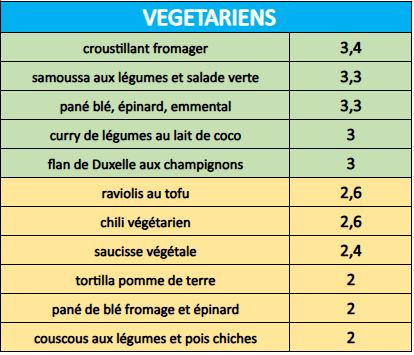 VEGETARIENS
croustillant fromager 3,4
samoussa aux légumes et salade verte 3,3
pané blé, épinard, emmental 3,3
curry de légumes au lait de coco 3
flan de Duxelle aux champignons 3
raviolis au tofu 2,6
chili végétarien 2,6
saucisse végétale 2,4
tortilla pomme de terre 2
pané de blé fromage et épinard 2
couscous aux légumes et pois chiches 2